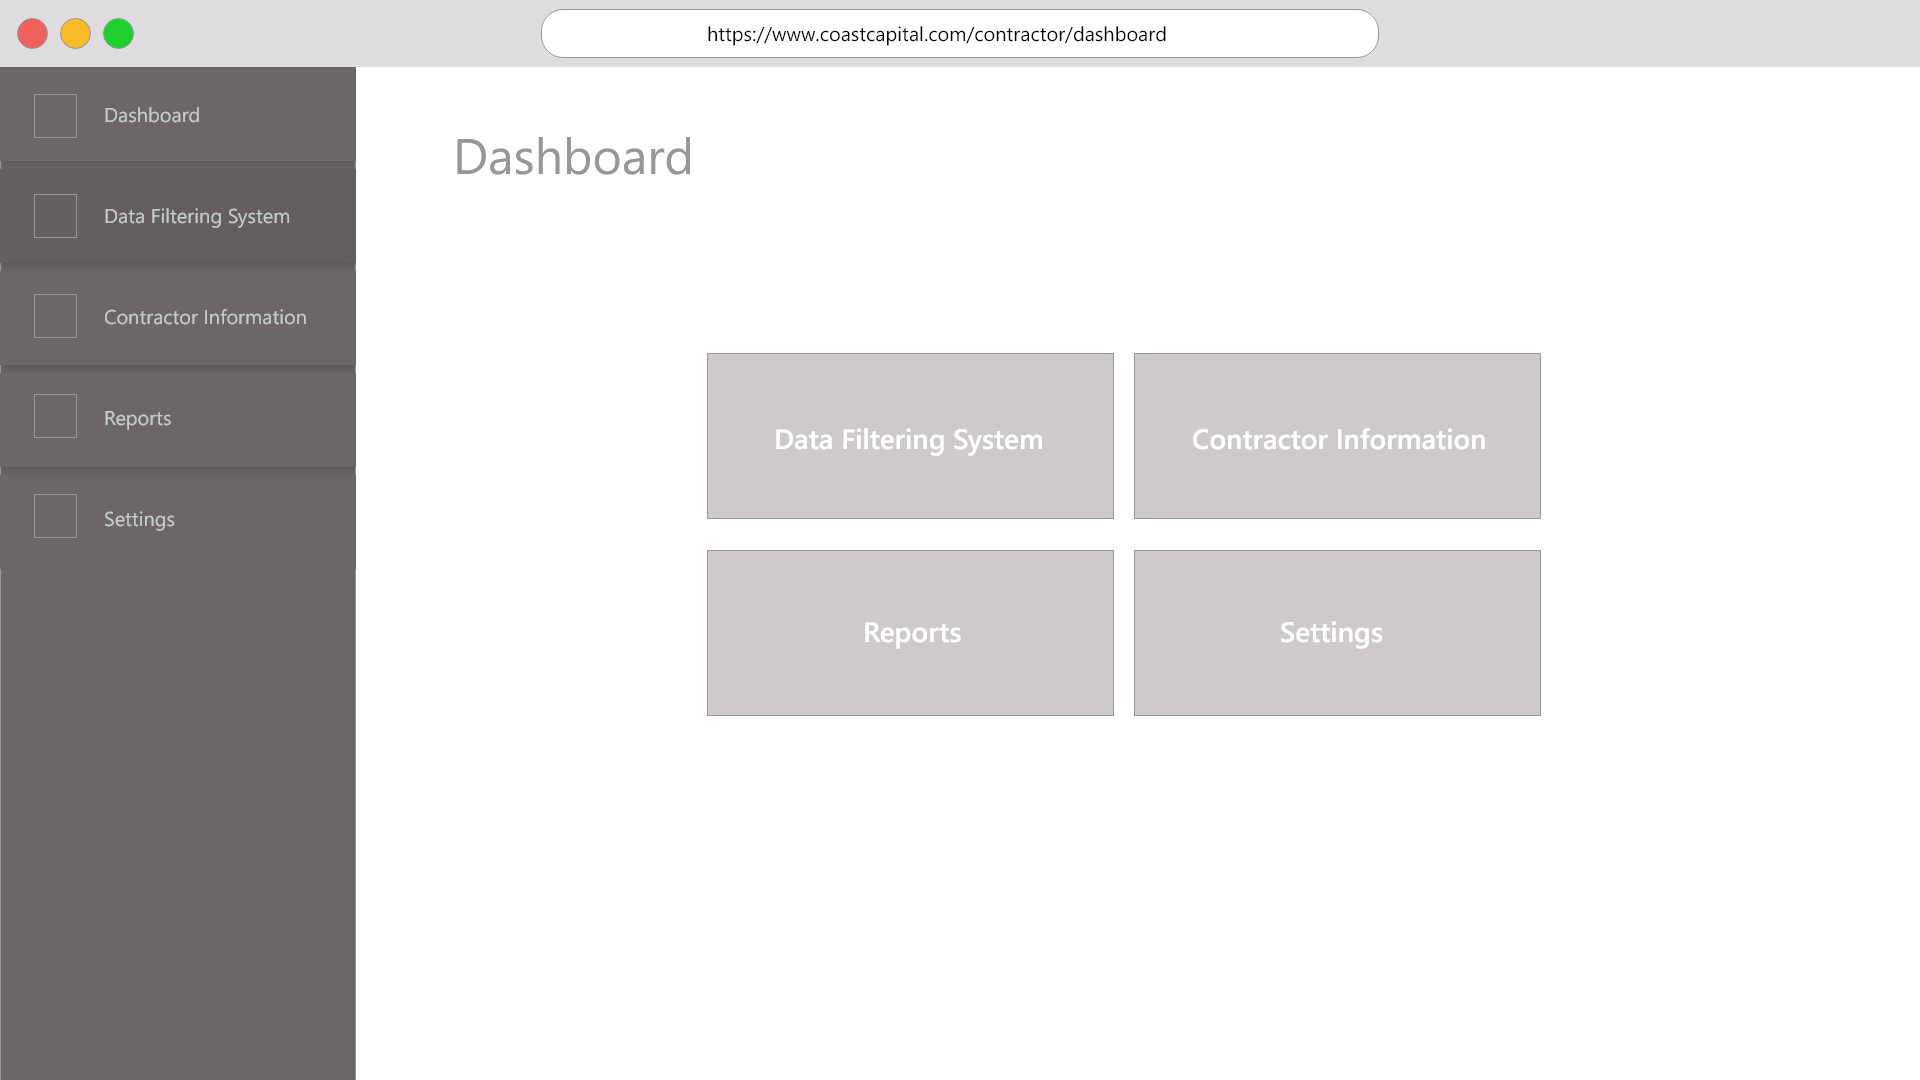 https://www.coastcapital.com/contractor/dashboard
Dashboard
Data Filtering System
Contractor Information
Reports
Settings
Dashboard
Data Filtering System
Contractor Information
Reports
Settings